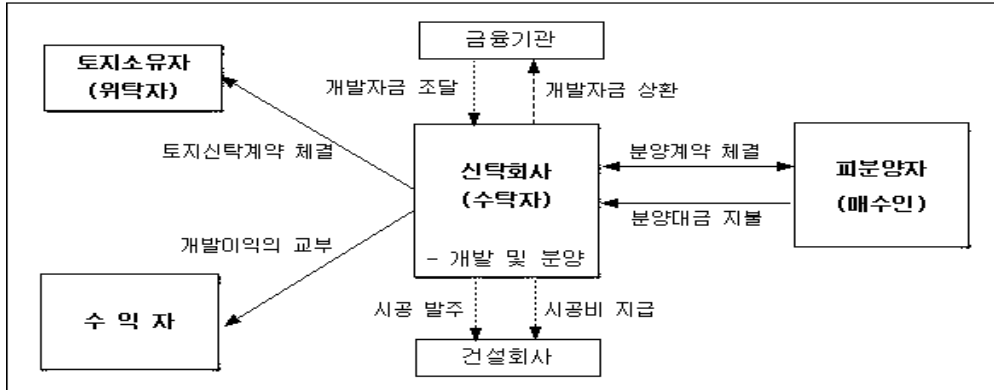 금융기관
토지소유자
(위탁자)
개발자금 조달
개발자금 상환
토지신탁계약 체결
신탁회사
(수탁자)
- 개발 및 분양
분양계약 체결
분양대금 지불
피분양자
(매수인)
개발이익의 교부
수 익 자
시공 발주
시공비 지급
건설회사